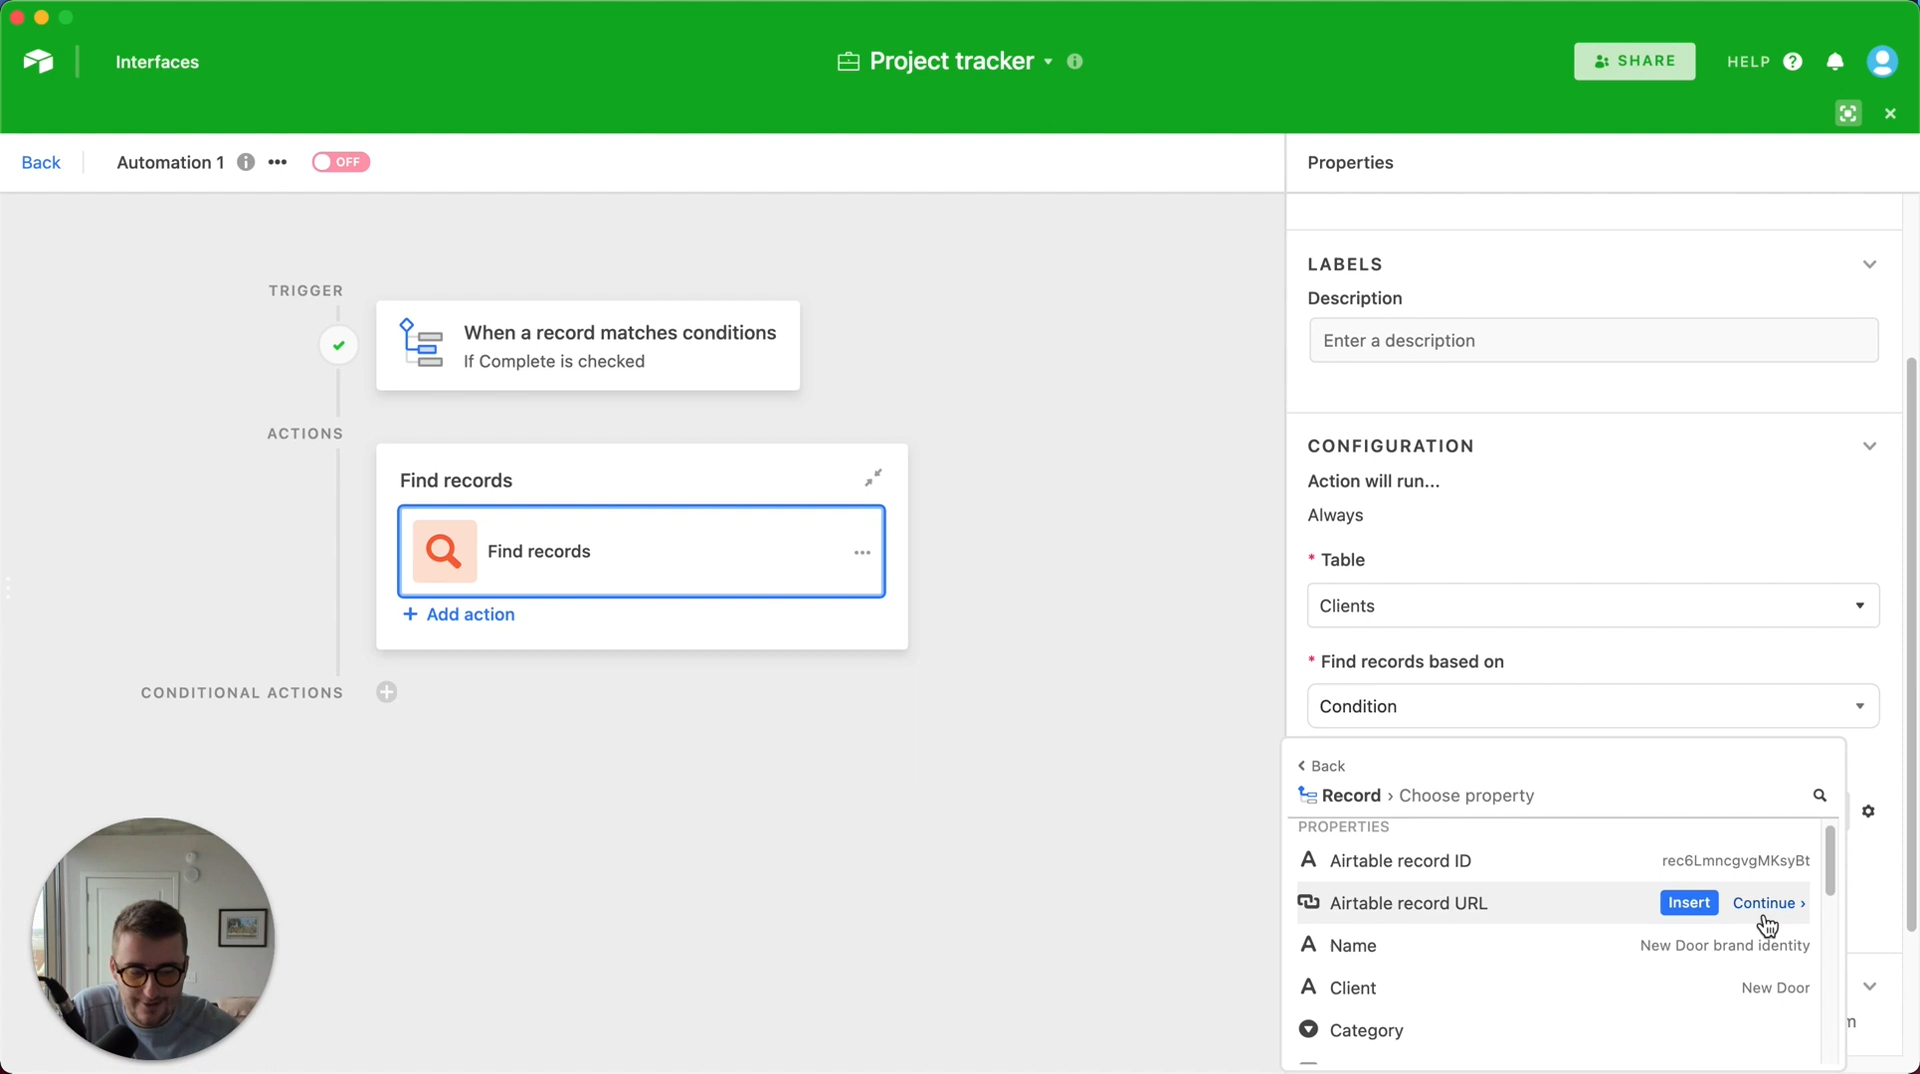 Interfaces
Project tracker
SHARE
HELP
Back
Automation 1
OFF
Properties
TRIGGER
When a record matches conditions
If Complete is checked
ACTIONS
Find records
Find records
+ Add action
CONDITIONAL ACTIONS
LABELS
Description
Enter a description
CONFIGURATION
Action will run...
Always
* Table
Clients
* Find records based on
Condition
Back
Record › Choose property
PROPERTIES
Airtable record ID rec6LmncgvgMKsyBt
Airtable record URL Insert Continue ›
Name New Door brand identity
Client New Door
Category